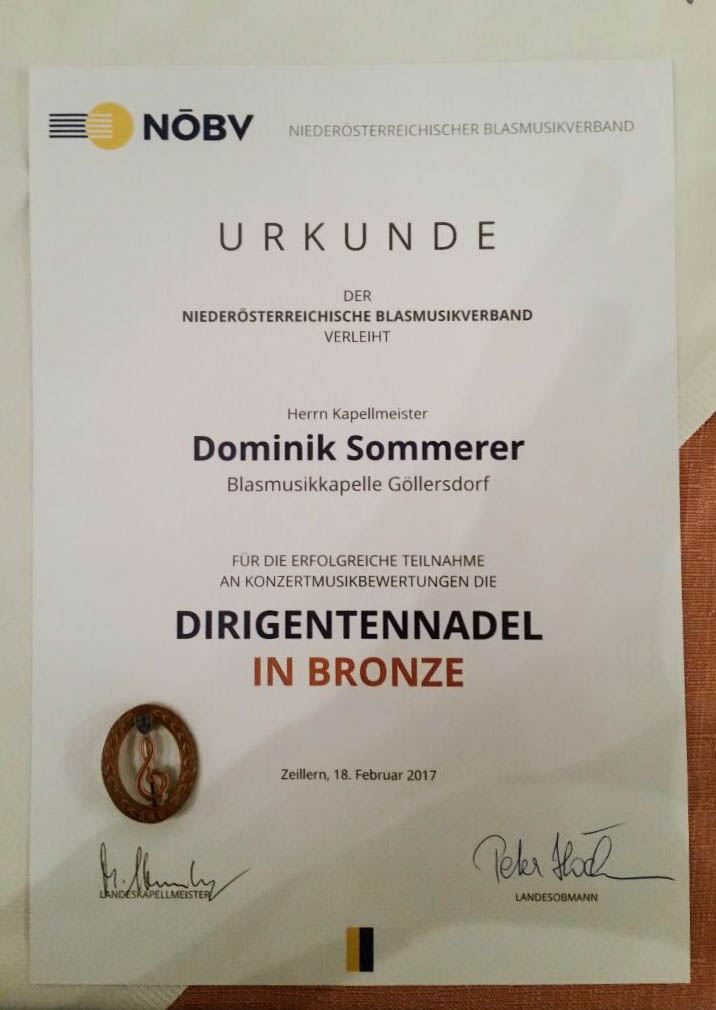 NÖBV NIEDERÖSTERREICHISCHER BLASMUSIKVERBAND
URKUNDE
DER
NIEDERÖSTERREICHISCHE BLASMUSIKVERBAND
VERLEIHT
Herrn Kapellmeister
Dominik Sommerer
Blasmusikkapelle Göllersdorf
FÜR DIE ERFOLGREICHE TEILNAHME
AN KONZERTMUSIKBEWERTUNGEN DIE
DIRIGENTENNADEL
IN BRONZE
Zeillern, 18. Februar 2017
Peter
LANDESKAPELLMEISTER
LANDESOBMANN